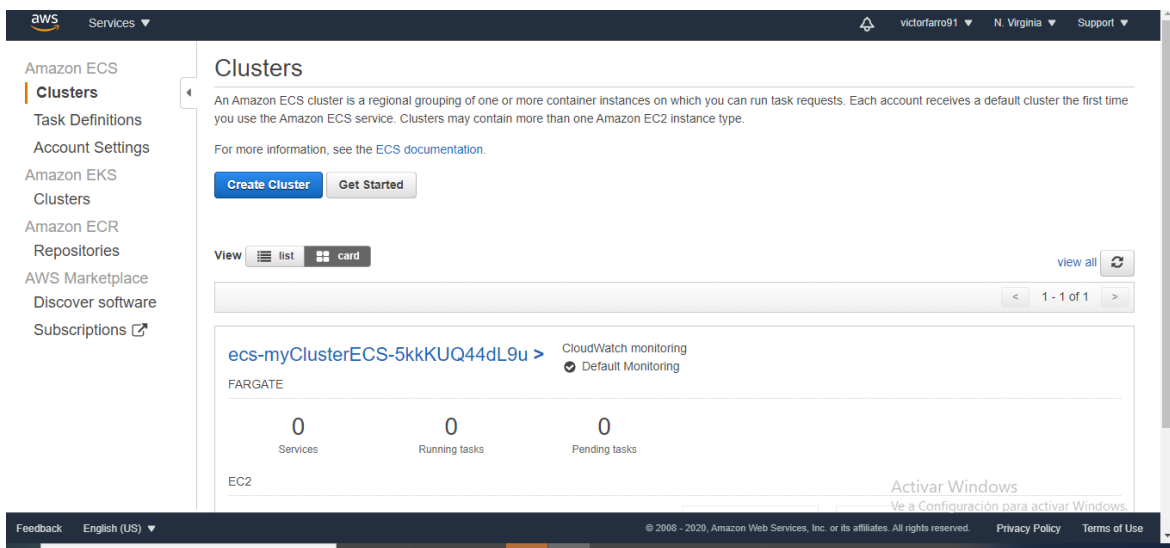 aws Services ▼ victorfarro91 ▼ N. Virginia ▼ Support ▼
Amazon ECS
Clusters
Task Definitions
Account Settings
Amazon EKS
Clusters
Amazon ECR
Repositories
AWS Marketplace
Discover software
Subscriptions
Clusters
An Amazon ECS cluster is a regional grouping of one or more container instances on which you can run task requests. Each account receives a default cluster the first time
you use the Amazon ECS service. Clusters may contain more than one Amazon EC2 instance type.
For more information, see the ECS documentation.
Create Cluster Get Started
View list card view all
< 1 - 1 of 1 >
ecs-myClusterECS-5kkKUQ44dL9u > CloudWatch monitoring
Default Monitoring
FARGATE
0 0 0
Services Running tasks Pending tasks
EC2
Activar Windows
Ve a Configuración para activar Windows.
Feedback English (US) ▼ © 2008 - 2020, Amazon Web Services, Inc. or its affiliates. All rights reserved. Privacy Policy Terms of Use